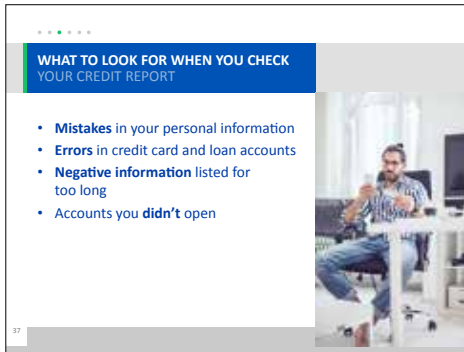 WHAT TO LOOK FOR WHEN YOU CHECK
YOUR CREDIT REPORT
• Mistakes in your personal information
• Errors in credit card and loan accounts
• Negative information listed for
too long
• Accounts you didn't open
37